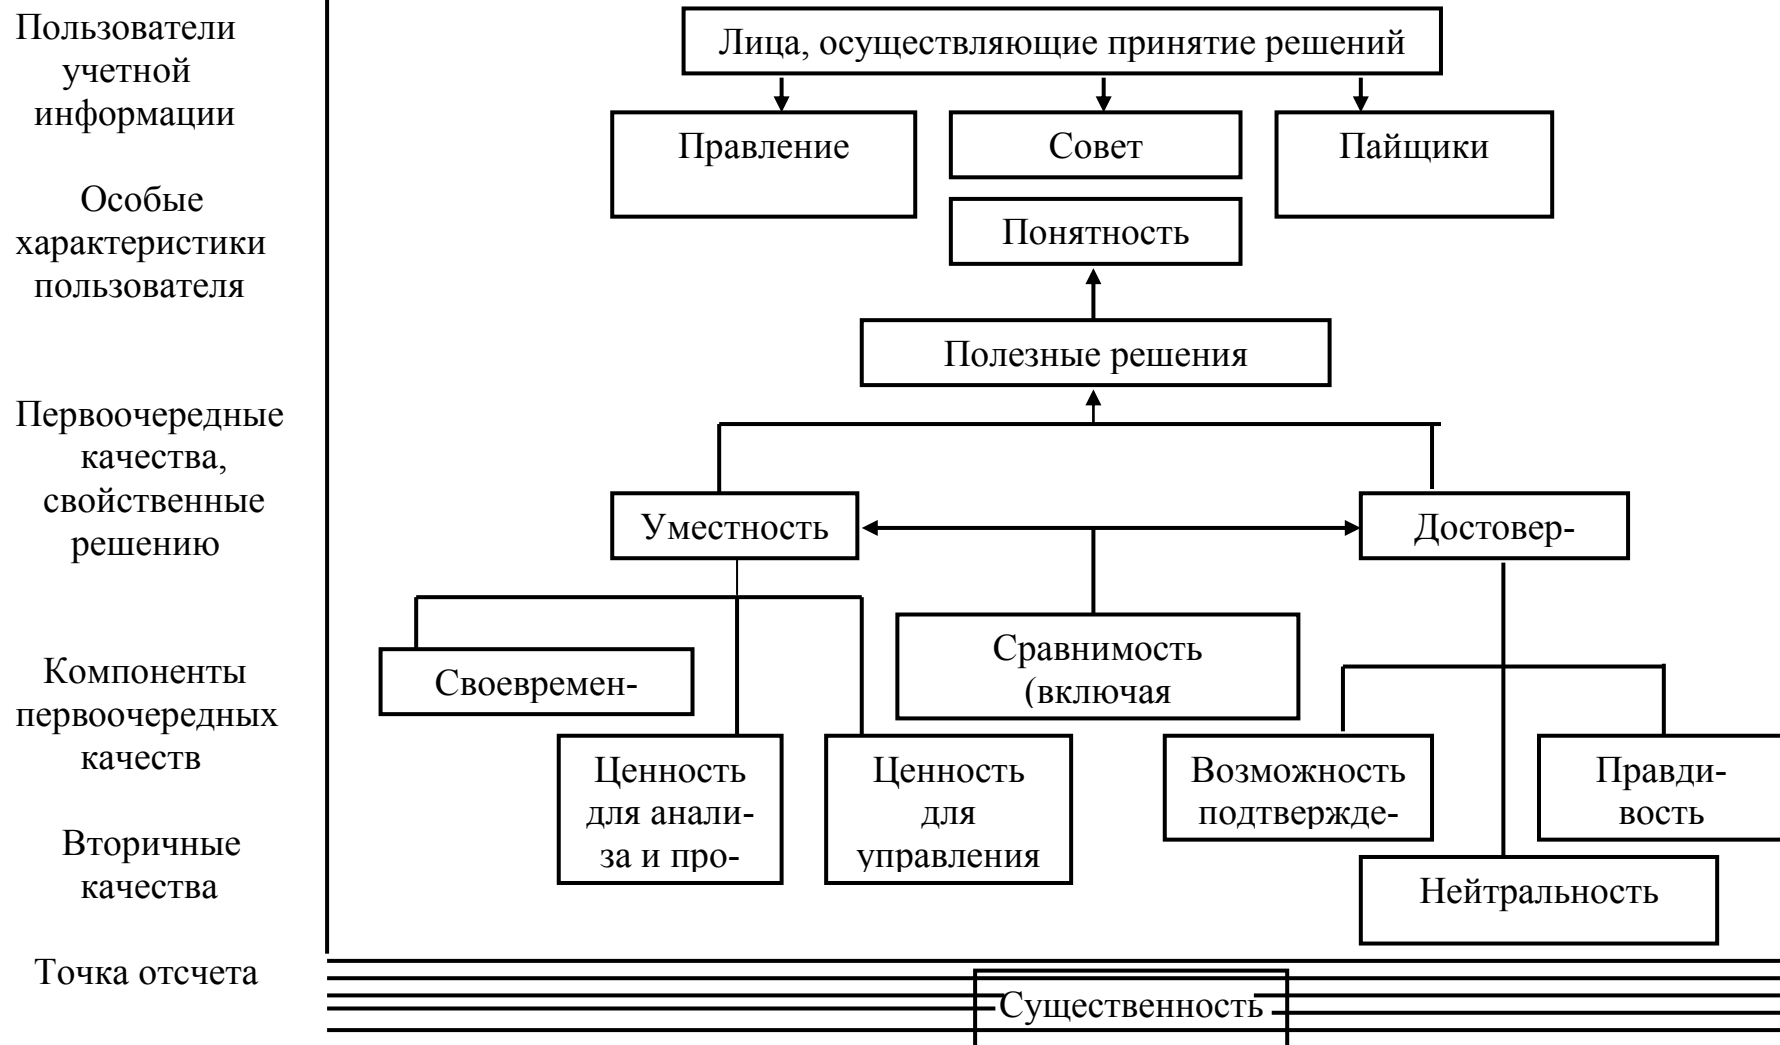 Пользователи
учетной
информации
Особые
характеристики
пользователя
Первоочередные
качества,
свойственные
решению
Компоненты
первоочередных
качеств
Вторичные
качества
Точка отсчета
Лица, осуществляющие принятие решений
Правление
Совет
Пайщики
Понятность
Полезные решения
Уместность
Достовер-
Своевремен-
Сравнимость
(включая
Ценность
для анали-
за и про-
Ценность
для
управления
Возможность
подтвержде-
Правди-
вость
Нейтральность
Существенность